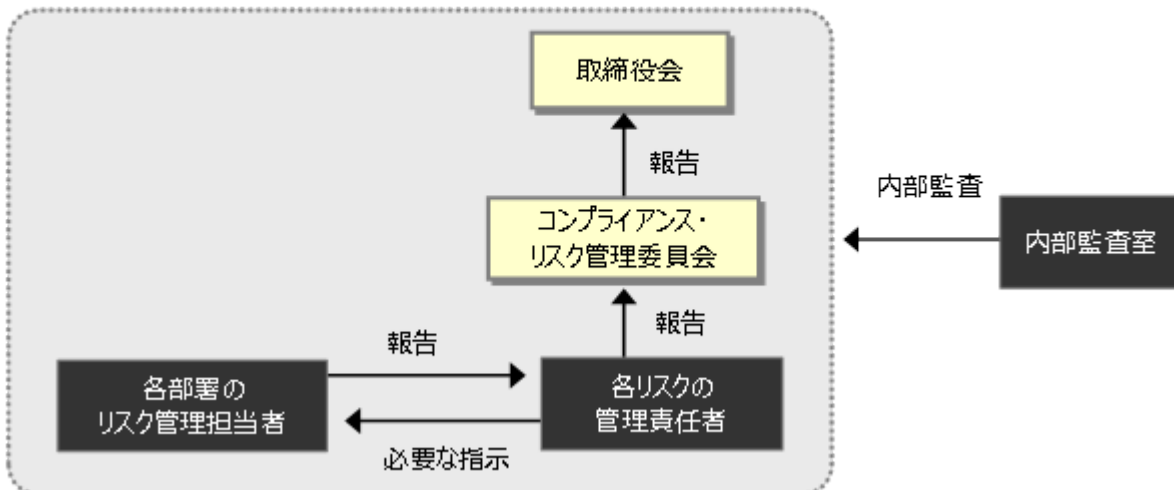 取締役会
報告
内部監査
コンプライアンス・
リスク管理委員会
内部監査室
報告
報告
各部署の
リスク管理担当者
各リスクの
管理責任者
必要な指示